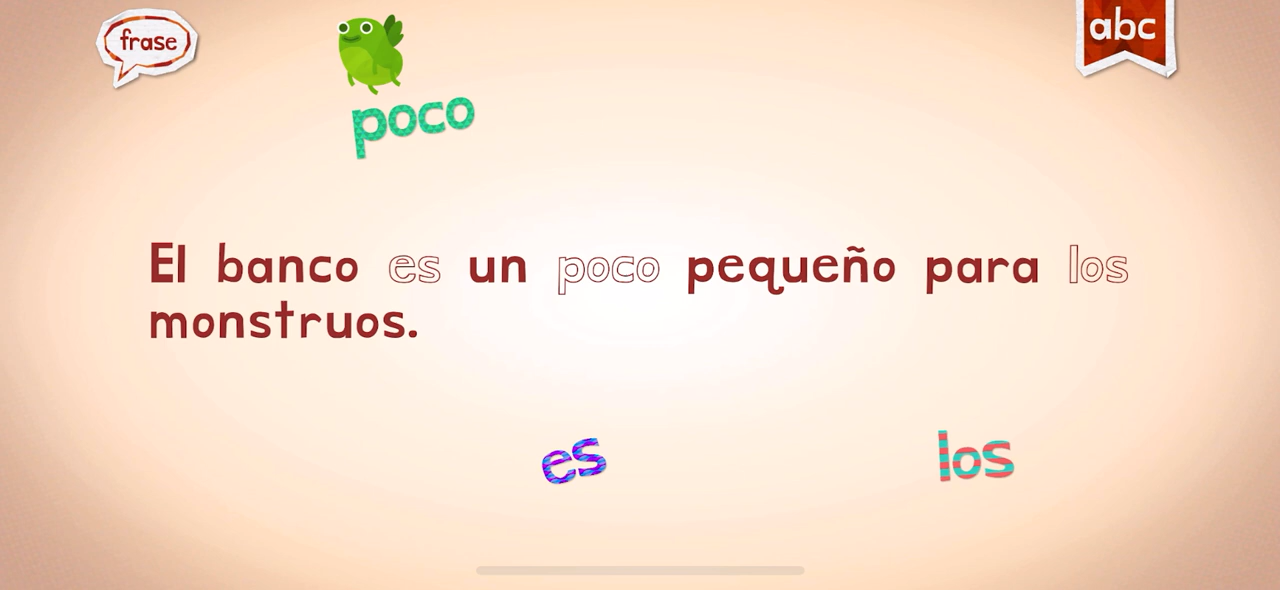 frase
abc
poco
El banco es un poco pequeño para los
monstruos.
es
los